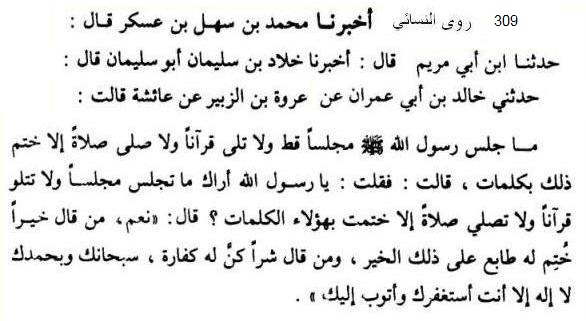 309 روى النسائي أخبرنا محمد بن سهل بن عسكر قال :
حدثنا ابن أبي مريم قال : أخبرنا خلاد بن سليمان أبو سليمان قال :
حدثني خالد بن أبي عمران عن عروة بن الزبير عن عائشة قالت :
مـا جلس رسول الله ﷺ مجلساً قط ولا تلى قرآناً ولا صلى صلاةً إلا ختم
ذلك بكلمات ، قالت : فقلت : يا رسول الله أراك ما تجلس مجلسـاً ولا تتلو
قرآناً ولا تصلي صلاةً إلا ختمت بهؤلاء الكلمات ؟ قال: «نعم، من قال خيـراً
خُتِم له طابع على ذلك الخير ، ومن قال شراً كنَّ له كفارة ، سبحانك وبحمدك
لا إله إلا أنت أستغفرك وأتوب إليك» .